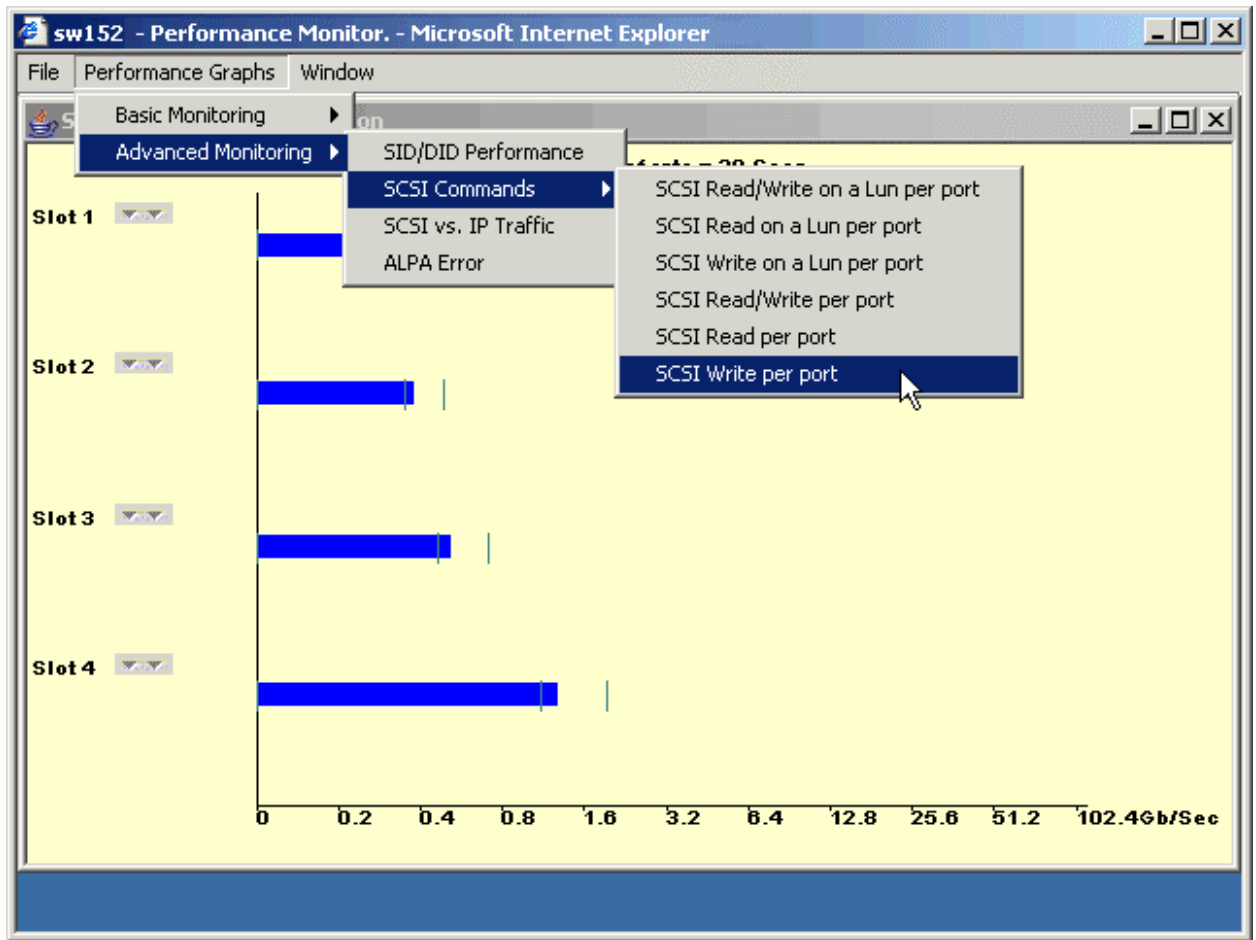 sw152 - Performance Monitor. - Microsoft Internet Explorer
File Performance Graphs Window
Basic Monitoring
Advanced Monitoring
SID/DID Performance
SCSI Commands
SCSI vs. IP Traffic
ALPA Error
SCSI Read/Write on a Lun per port
SCSI Read on a Lun per port
SCSI Write on a Lun per port
SCSI Read/Write per port
SCSI Read per port
SCSI Write per port
Slot 1
Slot 2
Slot 3
Slot 4
0 0.2 0.4 0.8 1.6 3.2 6.4 12.8 25.6 51.2 102.4Gb/Sec